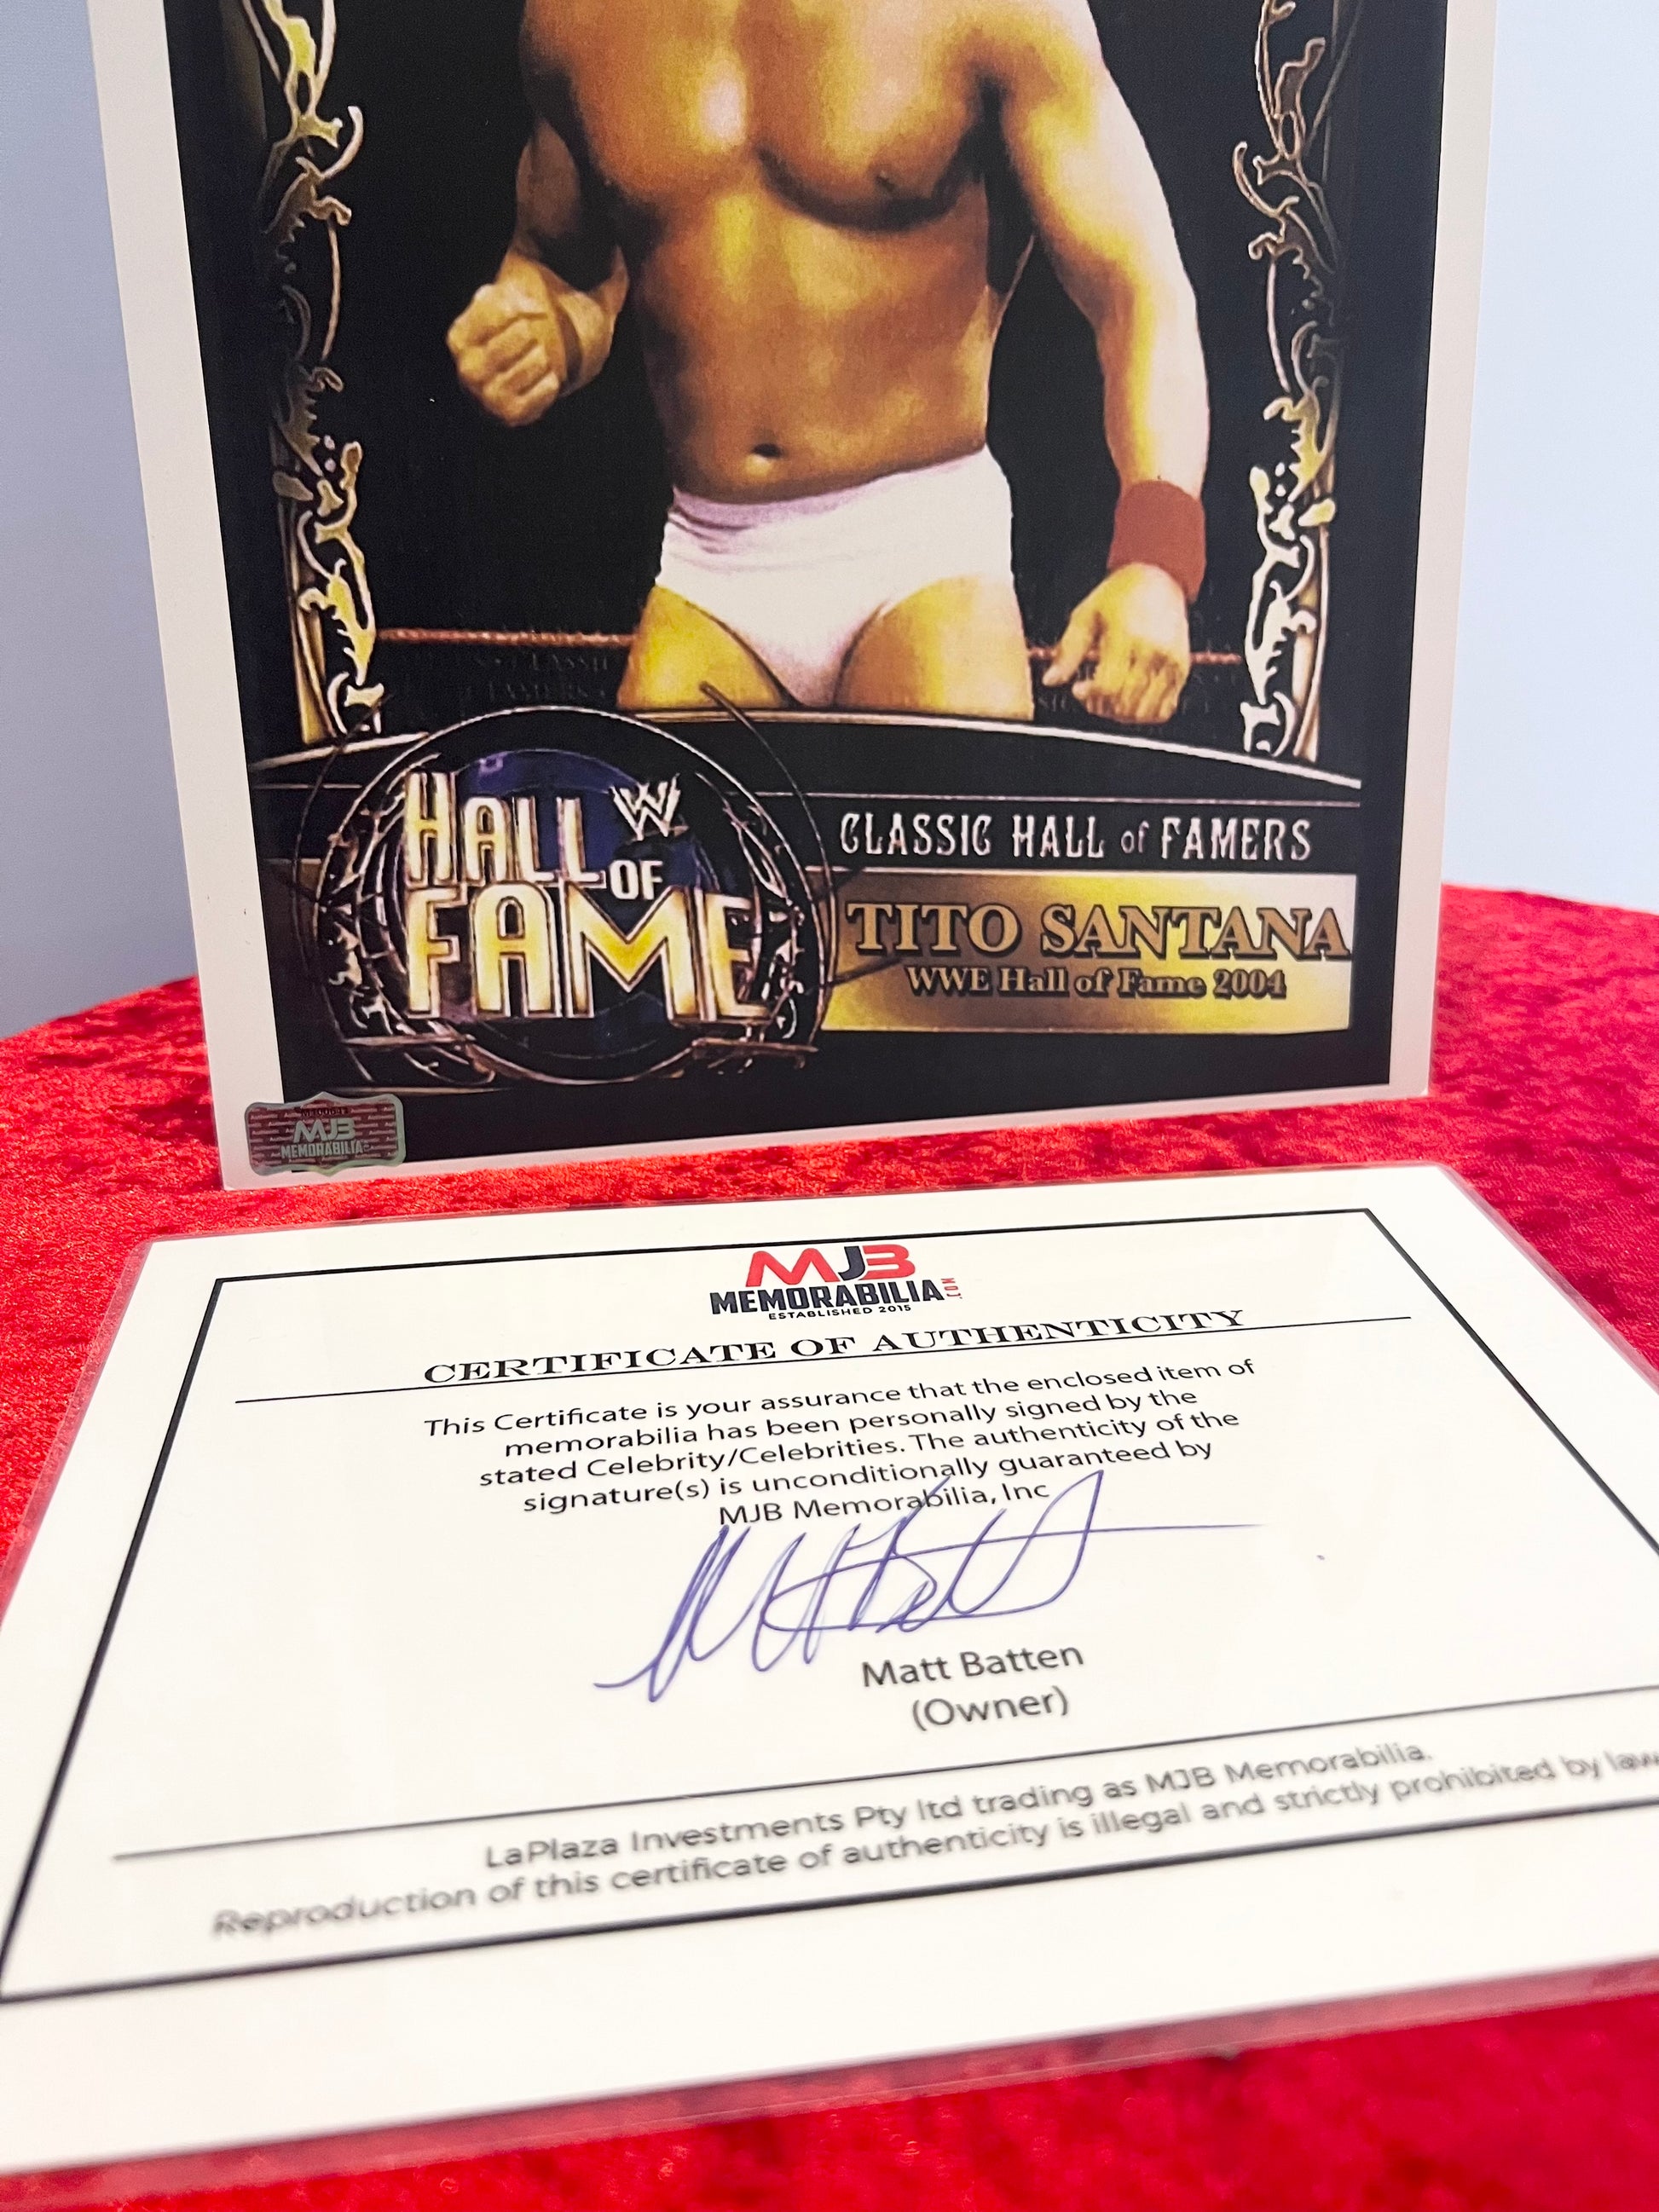 HALL W
OF
FAME
CLASSIC HALL of FAMERS
TITO SANTANA
WWE Hall of Fame 2004
MJB
MEMORABILIA
MJB
MEMORABILIA.COM
ESTABLISHED 2015
CERTIFICATE OF AUTHENTICITY
This Certificate is your assurance that the enclosed item of
memorabilia has been personally signed by the
stated Celebrity/Celebrities. The authenticity of the
signature(s) is unconditionally guaranteed by
MJB Memorabilia, Inc
Matt Batten
(Owner)
LaPlaza Investments Pty ltd trading as MJB Memorabilia.
Reproduction of this certificate of authenticity is illegal and strictly prohibited by law